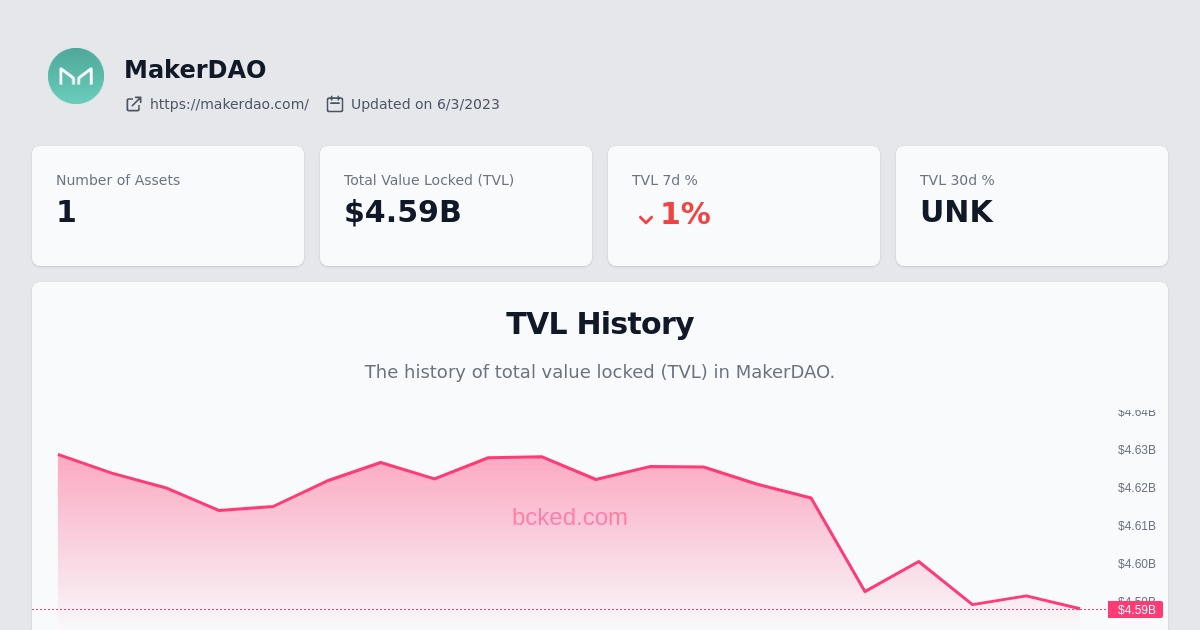 MakerDAO
https://makerdao.com/ Updated on 6/3/2023
Number of Assets
1
Total Value Locked (TVL)
$4.59B
TVL 7d %
1%
TVL 30d %
UNK
TVL History
The history of total value locked (TVL) in MakerDAO.
$4.64B
$4.63B
$4.62B
bcked.com
$4.61B
$4.60B
$4.59B
$4.59B